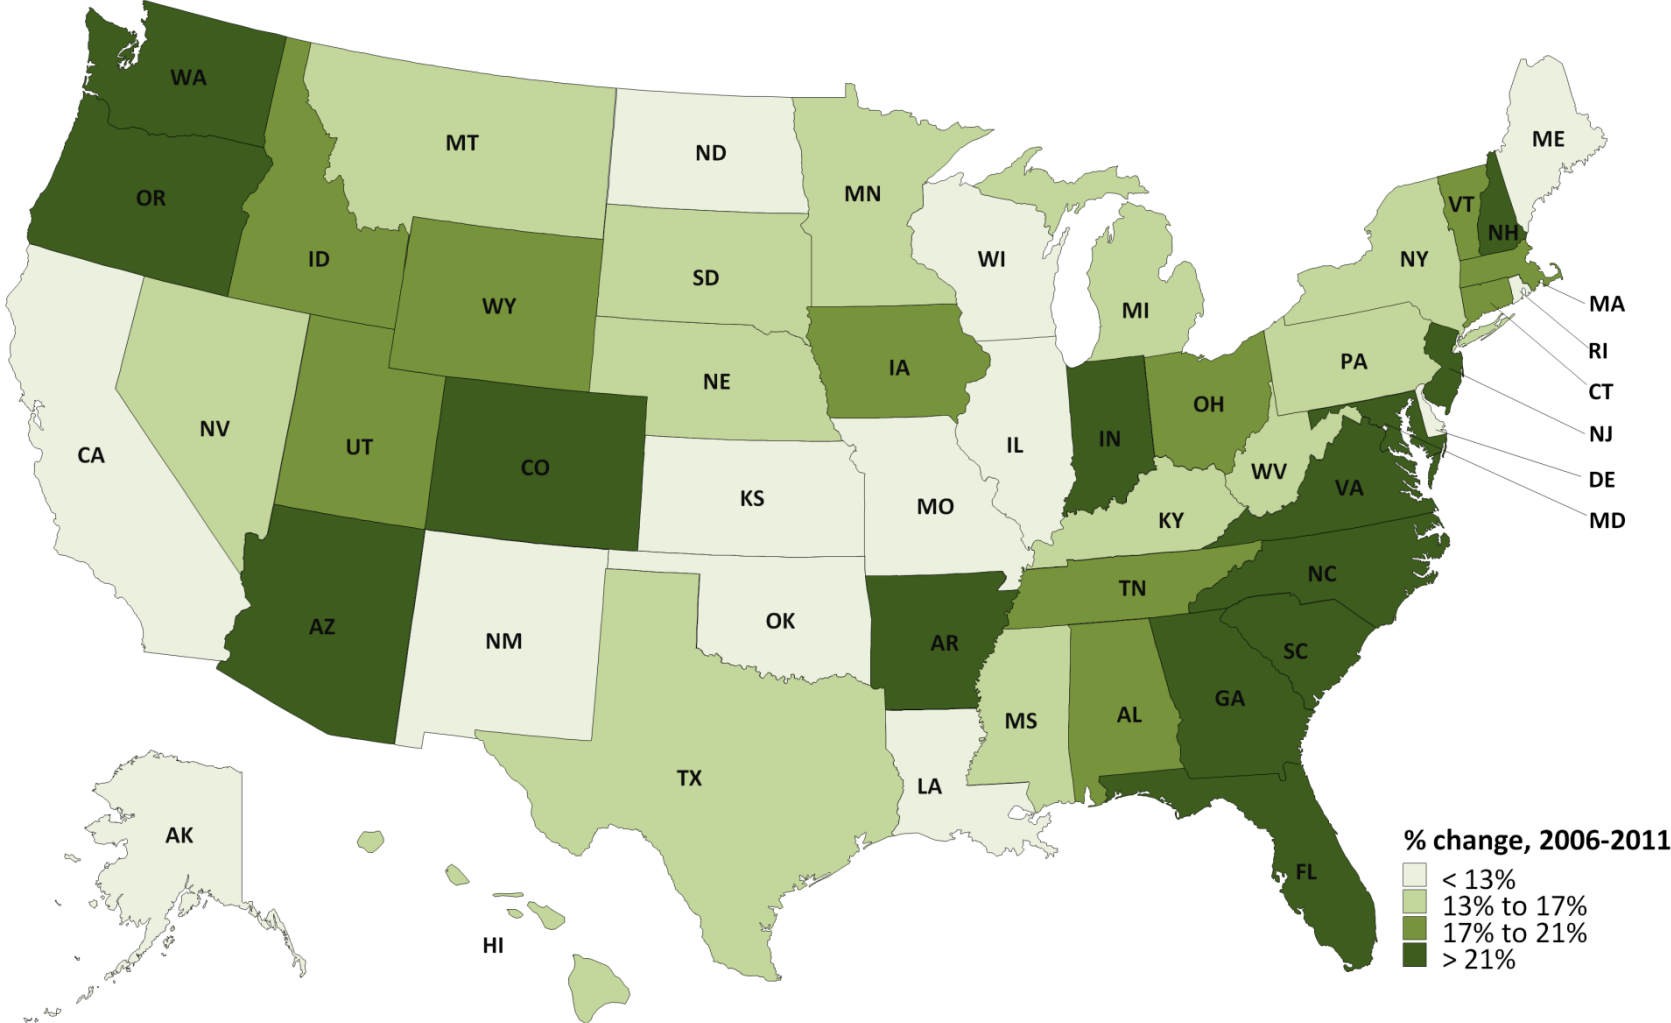 WA
MT
ND
ME
OR
MN
VT
NH
ID
SD
WI
NY
WY
MI
MA
RI
PA
IA
NE
CT
OH
NV
UT
CO
IN
IL
NJ
CA
WV
DE
VA
KS
MO
KY
MD
NC
TN
AZ
NM
OK
AR
SC
GA
MS
AL
TX
LA
AK
FL
HI
% change, 2006-2011
< 13%
13% to 17%
17% to 21%
> 21%